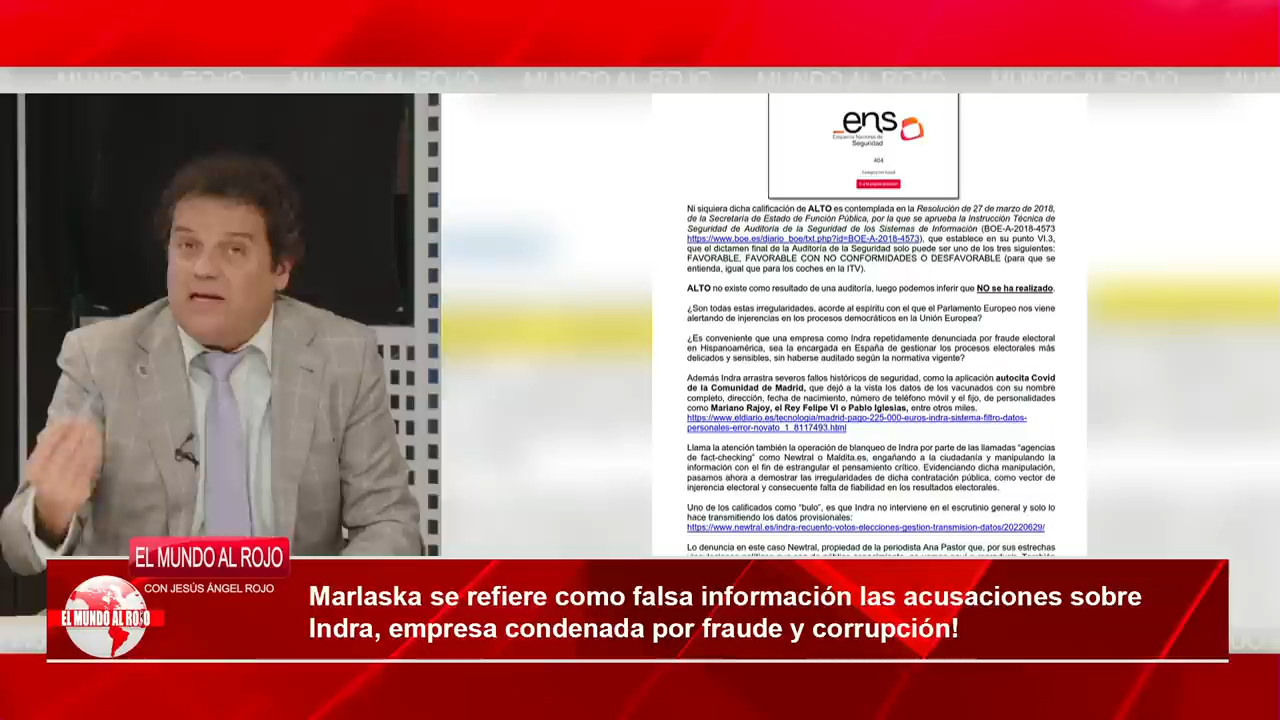 MUNDO AL ROJO MUNDO AL ROJO MUNDO AL ROJO MUNDO AL ROJO MUNDO AL ROJO
_ens
Esquema Nacional de
Seguridad
404
Category not found
Ni siquiera dicha calificación de ALTO es contemplada en la Resolución de 27 de marzo de 2018,
de la Secretaría de Estado de Función Pública, por la que se aprueba la Instrucción Técnica de
Seguridad de Auditoría de la Seguridad de los Sistemas de Información (BOE-A-2018-4573
https://www.boe.es/diario_boe/txt.php?id=BOE-A-2018-4573), que establece en su punto VI.3,
que el dictamen final de la Auditoría de la Seguridad solo puede ser uno de los tres siguientes:
FAVORABLE, FAVORABLE CON NO CONFORMIDADES O DESFAVORABLE (para que se
entienda, igual que para los coches en la ITV).
ALTO no existe como resultado de una auditoría, luego podemos inferir que NO se ha realizado.
¿Son todas estas irregularidades, acorde al espíritu con el que el Parlamento Europeo nos viene
alertando de injerencias en los procesos democráticos en la Unión Europea?
¿Es conveniente que una empresa como Indra repetidamente denunciada por fraude electoral
en Hispanoamérica, sea la encargada en España de gestionar los procesos electorales más
delicados y sensibles, sin haberse auditado según la normativa vigente?
Además Indra arrastra severos fallos históricos de seguridad, como la aplicación autocita Covid
de la Comunidad de Madrid, que dejó a la vista los datos de los vacunados con su nombre
completo, dirección, fecha de nacimiento, número de teléfono móvil y el fijo, de personalidades
como Mariano Rajoy, el Rey Felipe VI o Pablo Iglesias, entre otros miles.
https://www.eldiario.es/tecnologia/madrid-pago-225-000-euros-indra-sistema-filtro-datos-
personales-error-novato_1_8117493.html
Llama la atención también la operación de blanqueo de Indra por parte de las llamadas "agencias
de fact-checking" como Newtral o Maldita.es, engañando a la ciudadanía y manipulando la
información con el fin de estrangular el pensamiento crítico. Evidenciando dicha manipulación,
pasamos ahora a demostrar las irregularidades de dicha contratación pública, como vector de
injerencia electoral y consecuente falta de fiabilidad en los resultados electorales.
Uno de los calificados como "bulo", es que Indra no interviene en el escrutinio general y solo lo
hace transmitiendo los datos provisionales:
https://www.newtral.es/indra-recuento-votos-elecciones-gestion-transmision-datos/20220629/
Lo denuncia en este caso Newtral, propiedad de la periodista Ana Pastor que, por sus estrechas
EL MUNDO AL ROJO
CON JESÚS ÁNGEL ROJO
EL MUNDO AL ROJO
Marlaska se refiere como falsa información las acusaciones sobre
Indra, empresa condenada por fraude y corrupción!